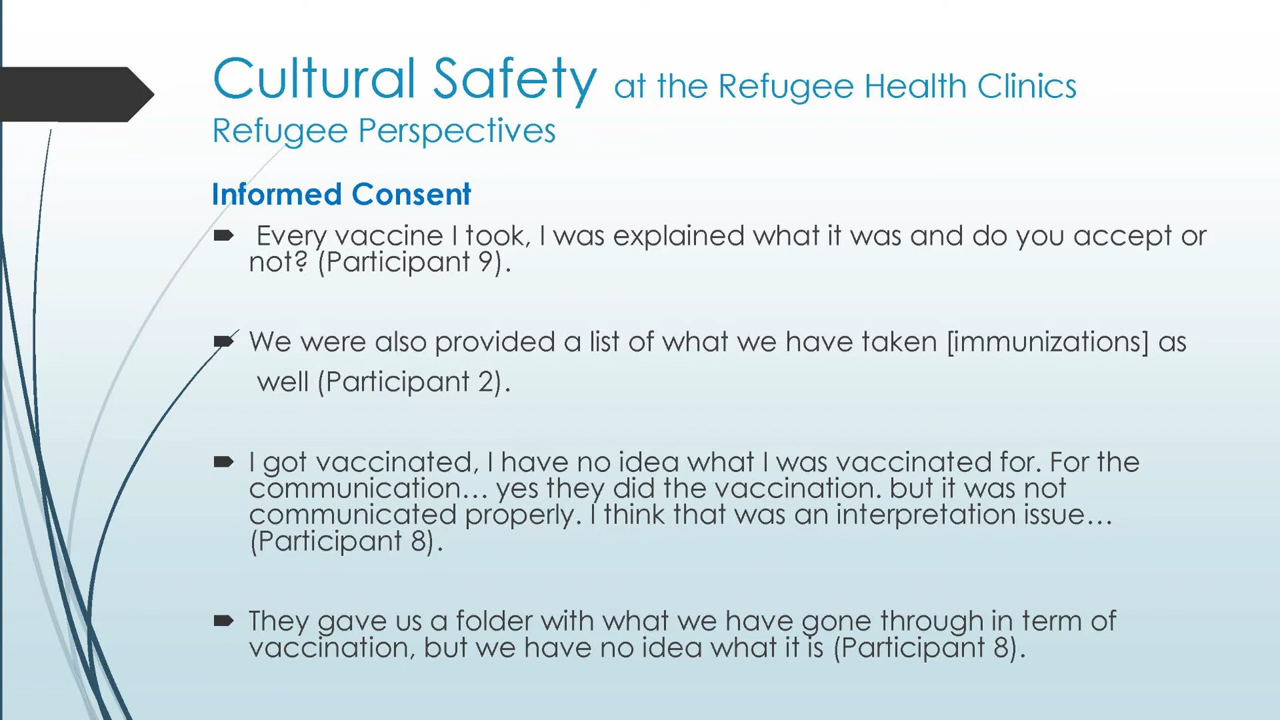 Cultural Safety at the Refugee Health Clinics
Refugee Perspectives
Informed Consent
Every vaccine I took, I was explained what it was and do you accept or
not? (Participant 9).
We were also provided a list of what we have taken [immunizations] as
well (Participant 2).
I got vaccinated, I have no idea what I was vaccinated for. For the
communication… yes they did the vaccination. but it was not
communicated properly. I think that was an interpretation issue…
(Participant 8).
They gave us a folder with what we have gone through in term of
vaccination, but we have no idea what it is (Participant 8).